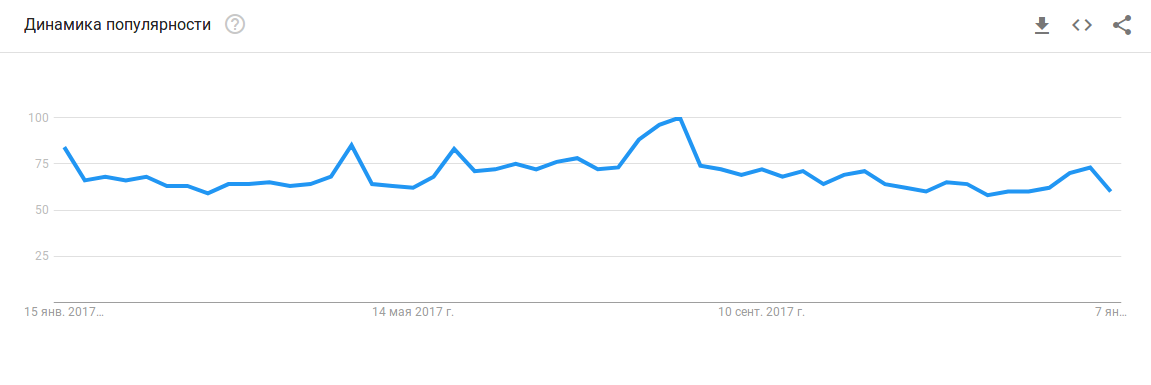 Динамика популярности ?
100
75
50
25
15 янв. 2017…
14 мая 2017 г.
10 сент. 2017 г.
7 ян…